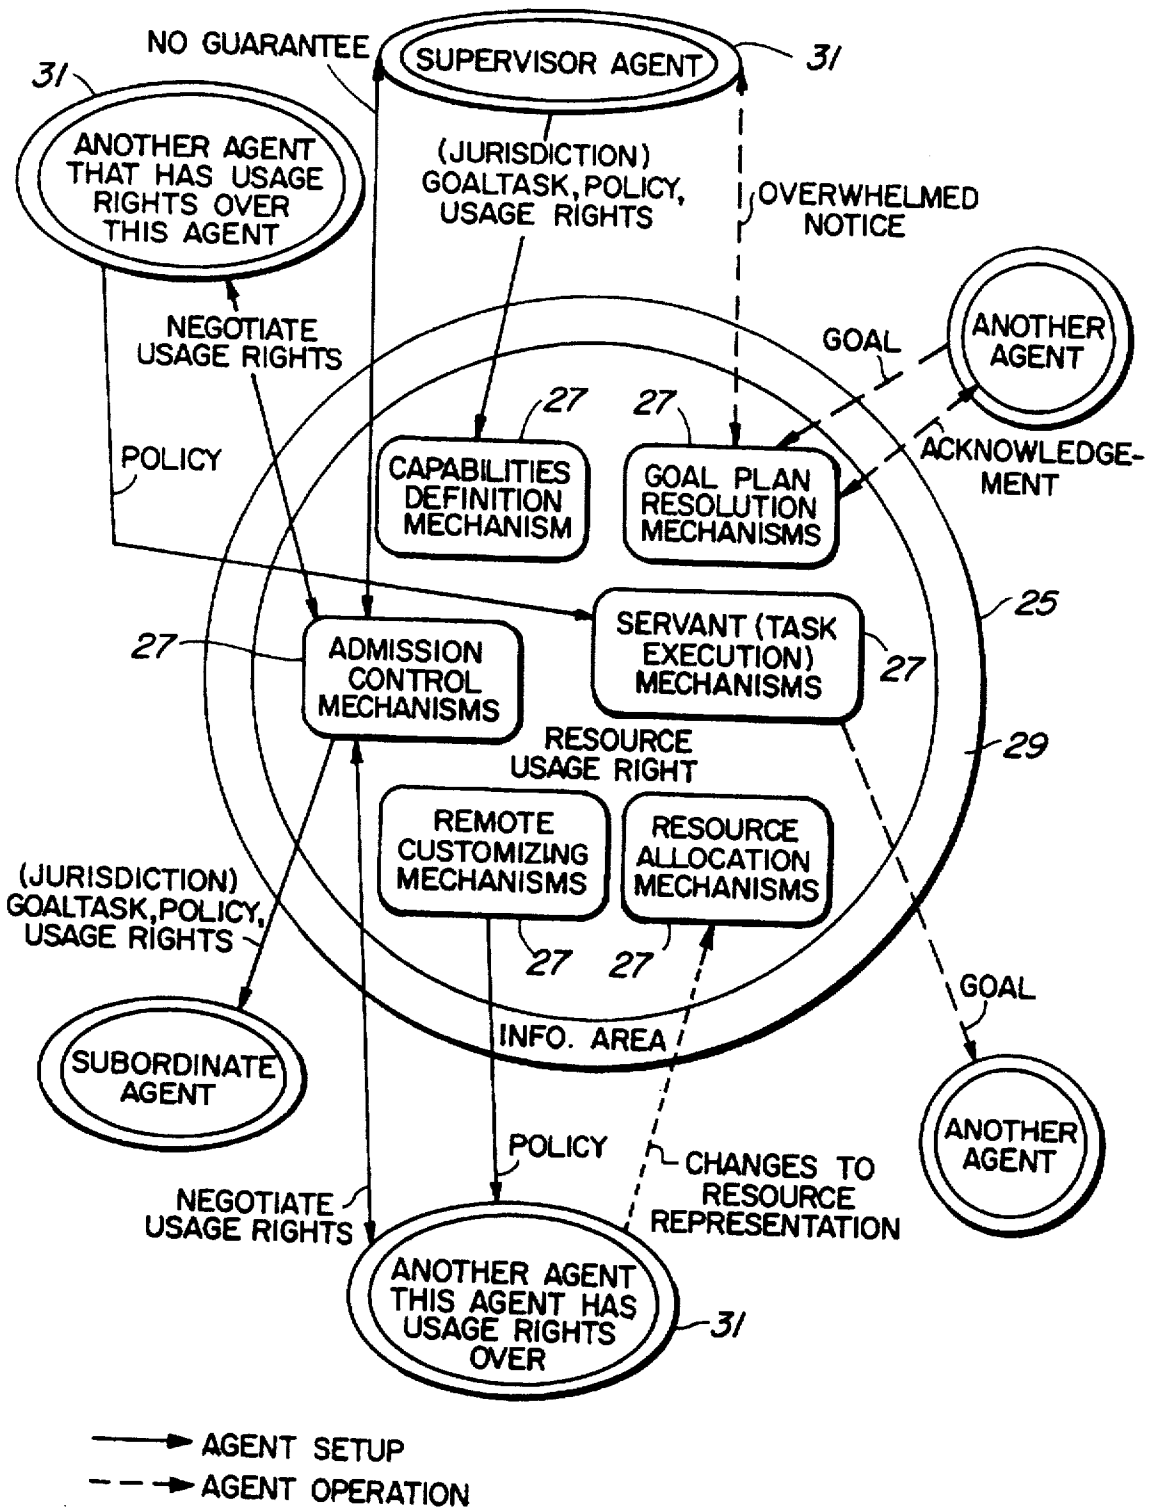 NO GUARANTEE
SUPERVISOR AGENT
31
31
ANOTHER AGENT
THAT HAS USAGE
RIGHTS OVER
THIS AGENT
(JURISDICTION)
GOALTASK, POLICY,
USAGE RIGHTS
OVERWHELMED
NOTICE
NEGOTIATE
USAGE RIGHTS
GOAL
ANOTHER
AGENT
ACKNOWLEDGE-
MENT
POLICY
27
27
CAPABILITIES
DEFINITION
MECHANISM
GOAL PLAN
RESOLUTION
MECHANISMS
25
27
ADMISSION
CONTROL
MECHANISMS
SERVANT (TASK
EXECUTION)
MECHANISMS
27
RESOURCE
USAGE RIGHT
29
REMOTE
CUSTOMIZING
MECHANISMS
RESOURCE
ALLOCATION
MECHANISMS
27
27
(JURISDICTION)
GOALTASK, POLICY,
USAGE RIGHTS
GOAL
INFO. AREA
SUBORDINATE
AGENT
ANOTHER
AGENT
POLICY
CHANGES TO
RESOURCE
REPRESENTATION
NEGOTIATE
USAGE RIGHTS
ANOTHER AGENT
THIS AGENT HAS
USAGE RIGHTS
OVER
31
AGENT SETUP
AGENT OPERATION